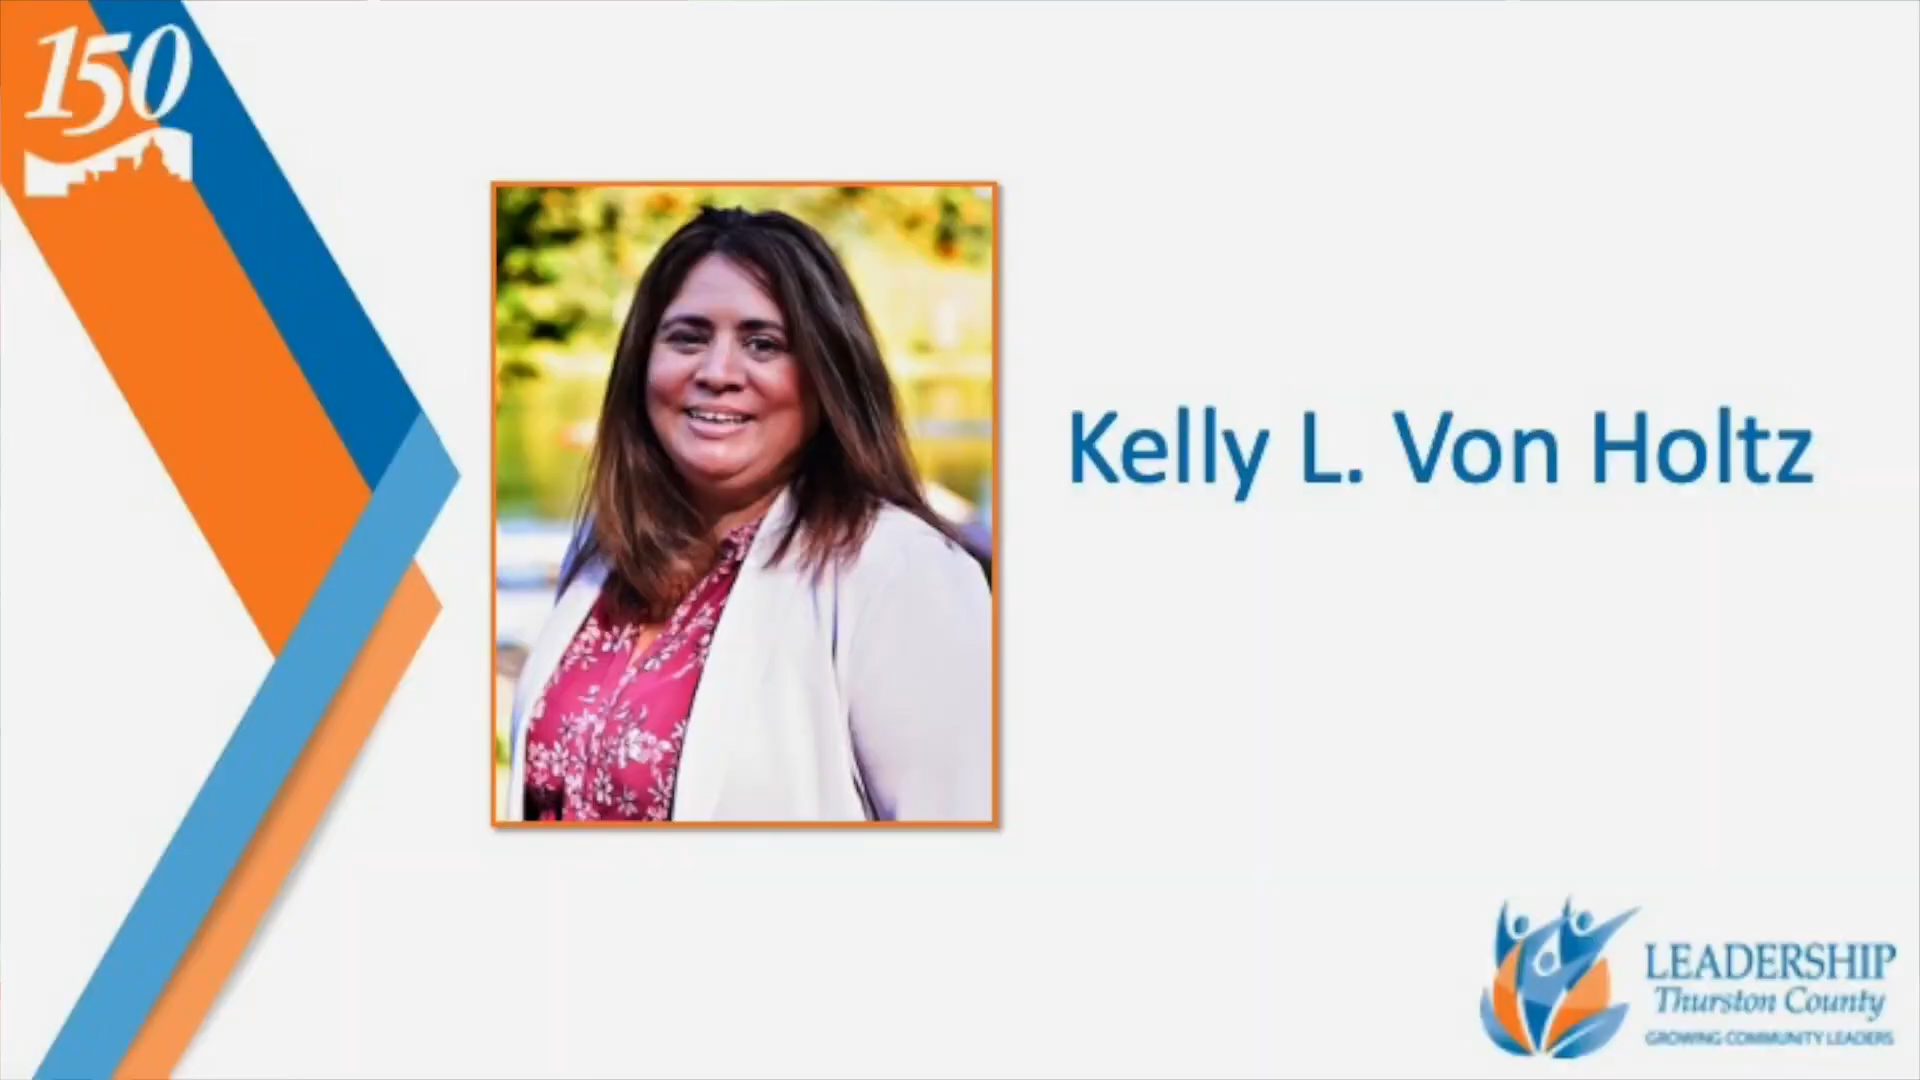 150
Kelly L. Von Holtz
LEADERSHIP
Thurston County
GROWING COMMUNITY LEADERS